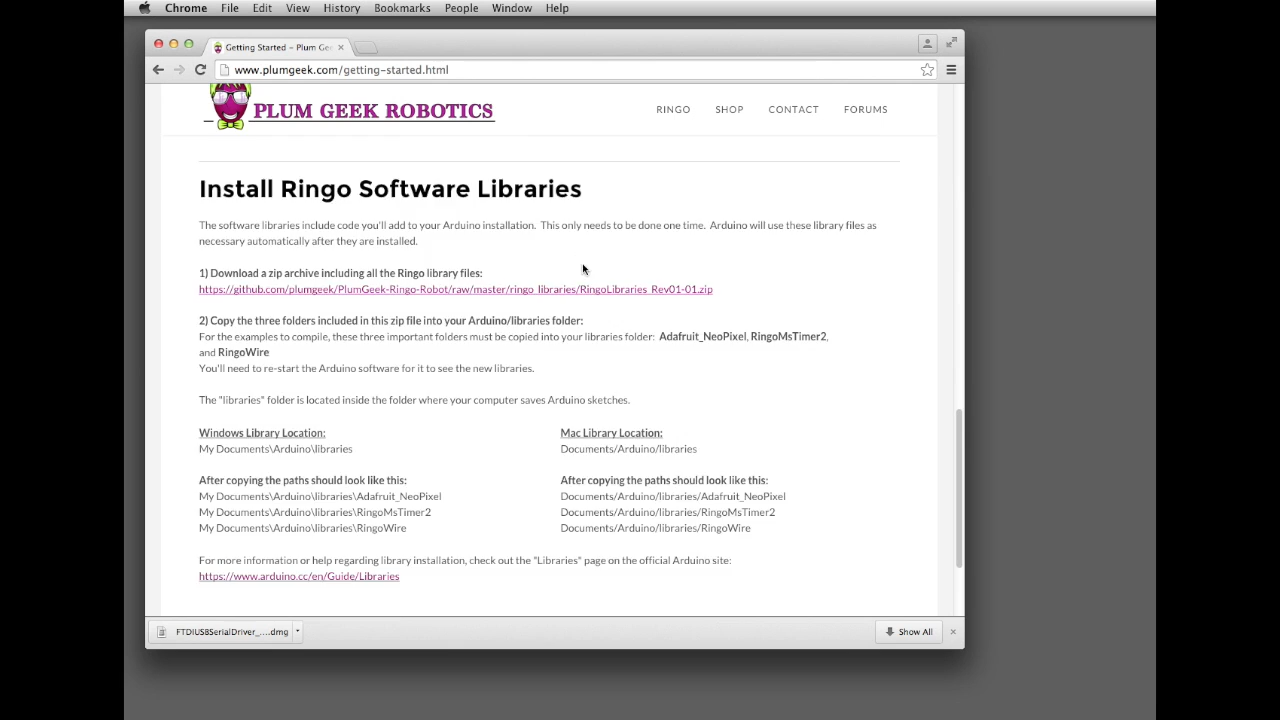 Chrome File Edit View History Bookmarks People Window Help
Getting Started – Plum Ge
www.plumgeek.com/getting-started.html
PLUM GEEK ROBOTICS
RINGO SHOP CONTACT FORUMS
Install Ringo Software Libraries
The software libraries include code you'll add to your Arduino installation. This only needs to be done one time. Arduino will use these library files as
necessary automatically after they are installed.
1) Download a zip archive including all the Ringo library files:
https://github.com/plumgeek/PlumGeek-Ringo-Robot/raw/master/ringo_libraries/RingoLibraries_Rev01-01.zip
2) Copy the three folders included in this zip file into your Arduino/libraries folder:
For the examples to compile, these three important folders must be copied into your libraries folder: Adafruit_NeoPixel, RingoMsTimer2,
and RingoWire
You'll need to re-start the Arduino software for it to see the new libraries.
The "libraries" folder is located inside the folder where your computer saves Arduino sketches.
Windows Library Location:
My Documents\Arduino\libraries
After copying the paths should look like this:
My Documents\Arduino\libraries\Adafruit_NeoPixel
My Documents\Arduino\libraries\RingoMsTimer2
My Documents\Arduino\libraries\RingoWire
Mac Library Location:
Documents/Arduino/libraries
After copying the paths should look like this:
Documents/Arduino/libraries/Adafruit_NeoPixel
Documents/Arduino/libraries/RingoMsTimer2
Documents/Arduino/libraries/RingoWire
For more information or help regarding library installation, check out the "Libraries" page on the official Arduino site:
https://www.arduino.cc/en/Guide/Libraries
FTDIUSBSerialDriver_....dmg
Show All